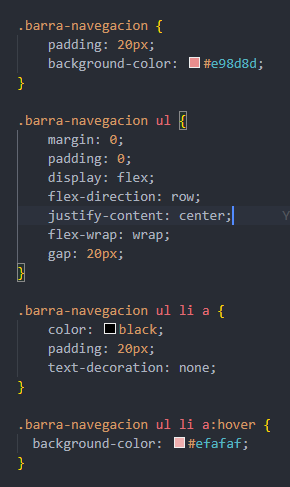 .barra-navegacion {
    padding: 20px;
    background-color: #e98d8d;
}

.barra-navegacion ul {
    margin: 0;
    padding: 0;
    display: flex;
    flex-direction: row;
    justify-content: center; Y
    flex-wrap: wrap;
    gap: 20px;
}

.barra-navegacion ul li a {
    color: black;
    padding: 20px;
    text-decoration: none;
}

.barra-navegacion ul li a:hover {
  background-color: #efafaf;
}